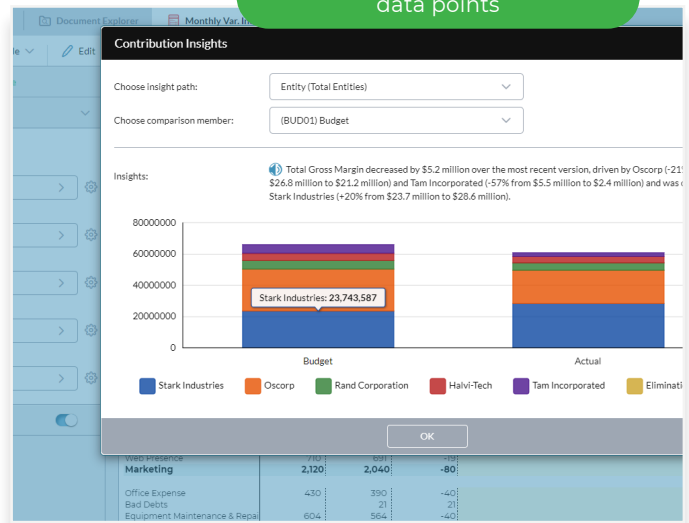 data points
Document Explorer
Monthly Var. In
Edit
Contribution Insights
Choose insight path:
Entity (Total Entities)
Choose comparison member:
(BUD01) Budget
Insights:
Total Gross Margin decreased by $5.2 million over the most recent version, driven by Oscorp (-21%
$26.8 million to $21.2 million) and Tam Incorporated (-57% from $5.5 million to $2.4 million) and was
Stark Industries (+20% from $23.7 million to $28.6 million).
80000000
60000000
40000000
20000000
0
Stark Industries: 23,743,587
Budget
Actual
Stark Industries
Oscorp
Rand Corporation
Halvi-Tech
Tam Incorporated
Eliminati
OK
Web Presence 710 691 -19
Marketing 2,120 2,040 -80
Office Expense 430 390 -40
Bad Debts 21 21
Equipment Maintenance & Repai 604 564 -40